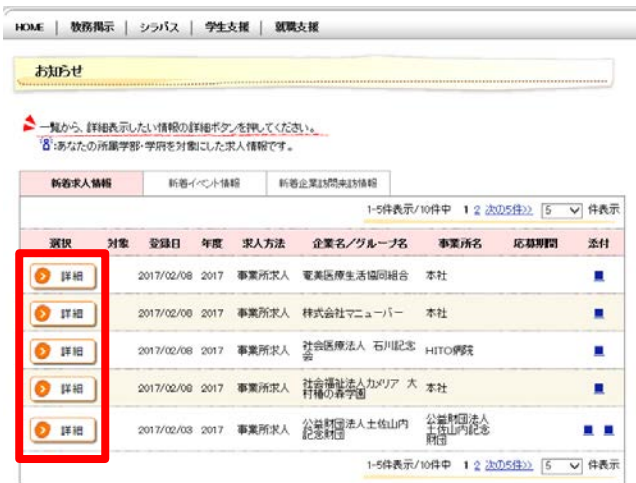 HOME | 教務掲示 | シラバス | 学生支援 | 就職支援
お知らせ
一覧から、詳細表示したい情報の詳細ボタンを押してください。
8:あなたの所属学部・学府を対象にした求人情報です。
新着求人情報 新着イベント情報 新着企業訪問来訪情報
1-5件表示/10件中 1 2 次の5件>> 5 件表示
選択 対象 登録日 年度 求人方法 企業名/グループ名 事業所名 応募期間 添付
詳細 2017/02/08 2017 事業所求人 奄美医療生活協同組合 本社
詳細 2017/02/08 2017 事業所求人 株式会社マニューバー 本社
詳細 2017/02/08 2017 事業所求人 社会医療法人 石川記念
会 HITO病院
詳細 2017/02/08 2017 事業所求人 社会福祉法人カメリア 大
村椿の森学園 本社
詳細 2017/02/03 2017 事業所求人 公益財団法人土佐山内
記念財団 公益財団法人
土佐山内記念
財団
1-5件表示/10件中 1 2 次の5件>> 5 件表示